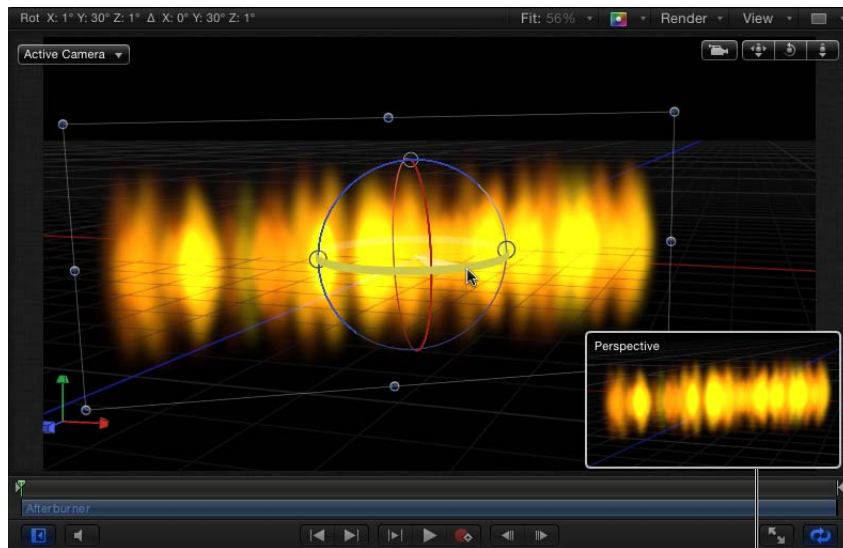 Rot X: 1° Y: 30° Z: 1° Δ X: 0° Y: 30° Z: 1° Fit: 56% Render View
Active Camera
Perspective
Afterburner